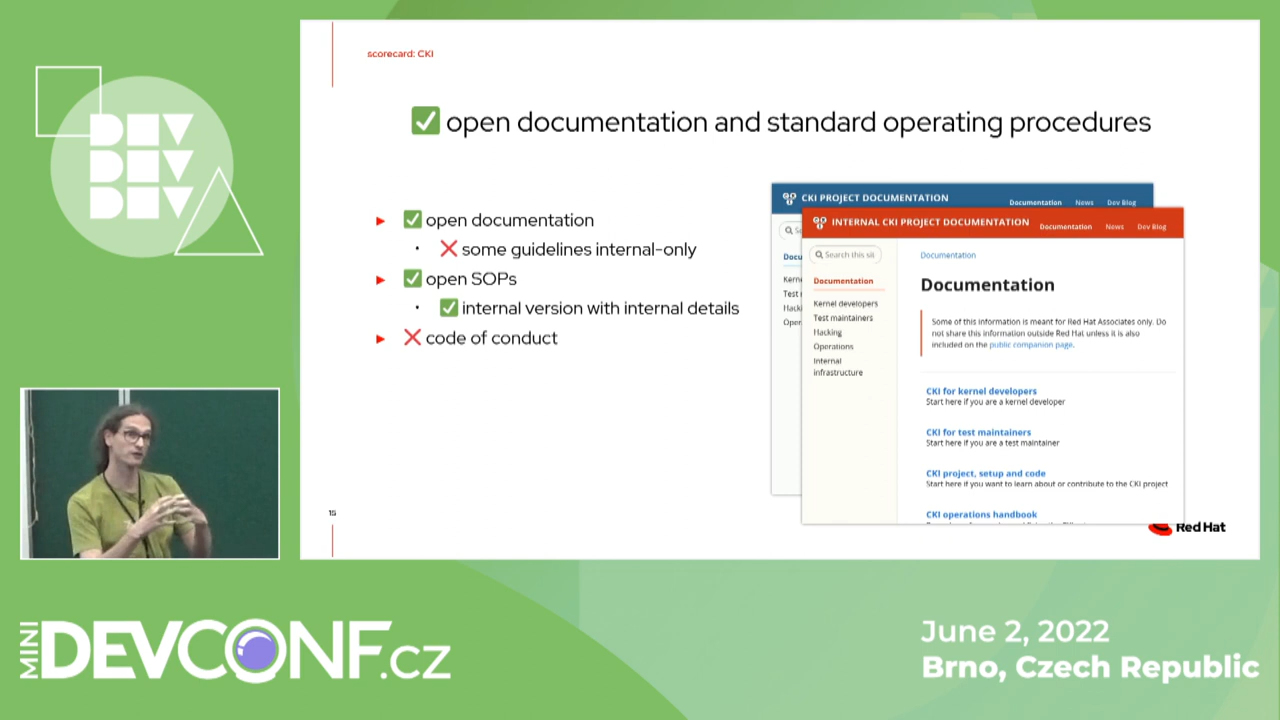 DEV
DEV
DEV
scorecard: CKI
✅ open documentation and standard operating procedures
► ✅ open documentation
• ❌ some guidelines internal-only
► ✅ open SOPs
• ✅ internal version with internal details
► ❌ code of conduct
CKI PROJECT DOCUMENTATION
Documentation News Dev Blog
INTERNAL CKI PROJECT DOCUMENTATION
Documentation News Dev Blog
Search this sit
Documentation
Kernel developers
Test maintainers
Hacking
Operations
Internal
infrastructure
Documentation
Documentation
Some of this information is meant for Red Hat Associates only. Do
not share this information outside Red Hat unless it is also
included on the public companion page.
CKI for kernel developers
Start here if you are a kernel developer
CKI for test maintainers
Start here if you are a test maintainer
CKI project, setup and code
Start here if you want to learn about or contribute to the CKI project
CKI operations handbook
15
Red Hat
MINI DEVCONF.CZ
June 2, 2022
Brno, Czech Republic